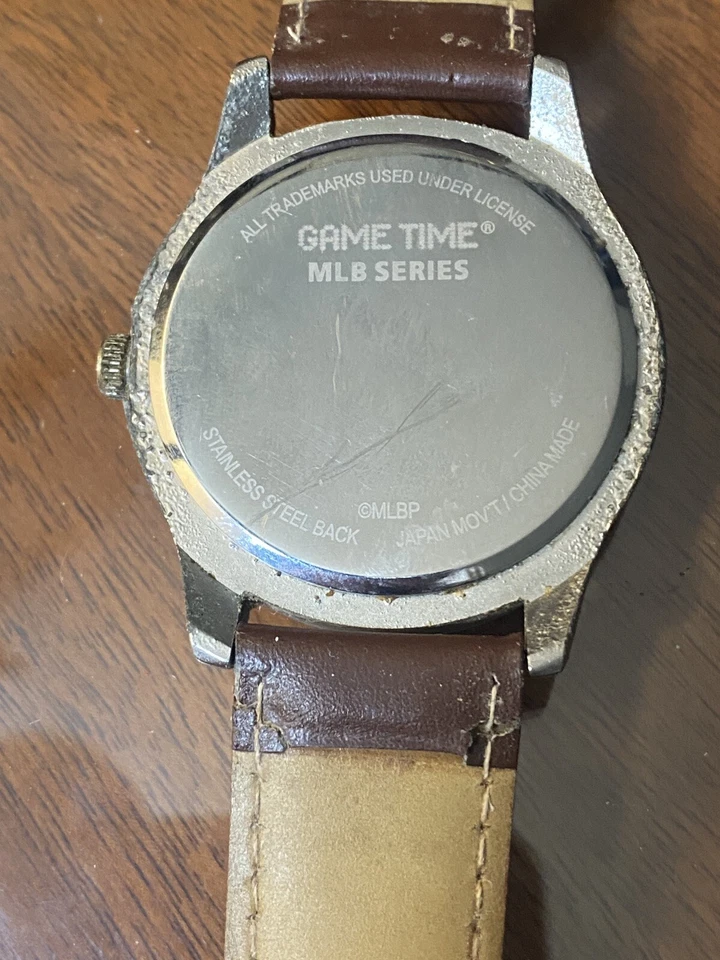 ALL TRADEMARKS USED UNDER LICENSE
GAME TIME®
MLB SERIES
STAINLESS STEEL BACK
©MLBP
JAPAN MOV'T / CHINA MADE